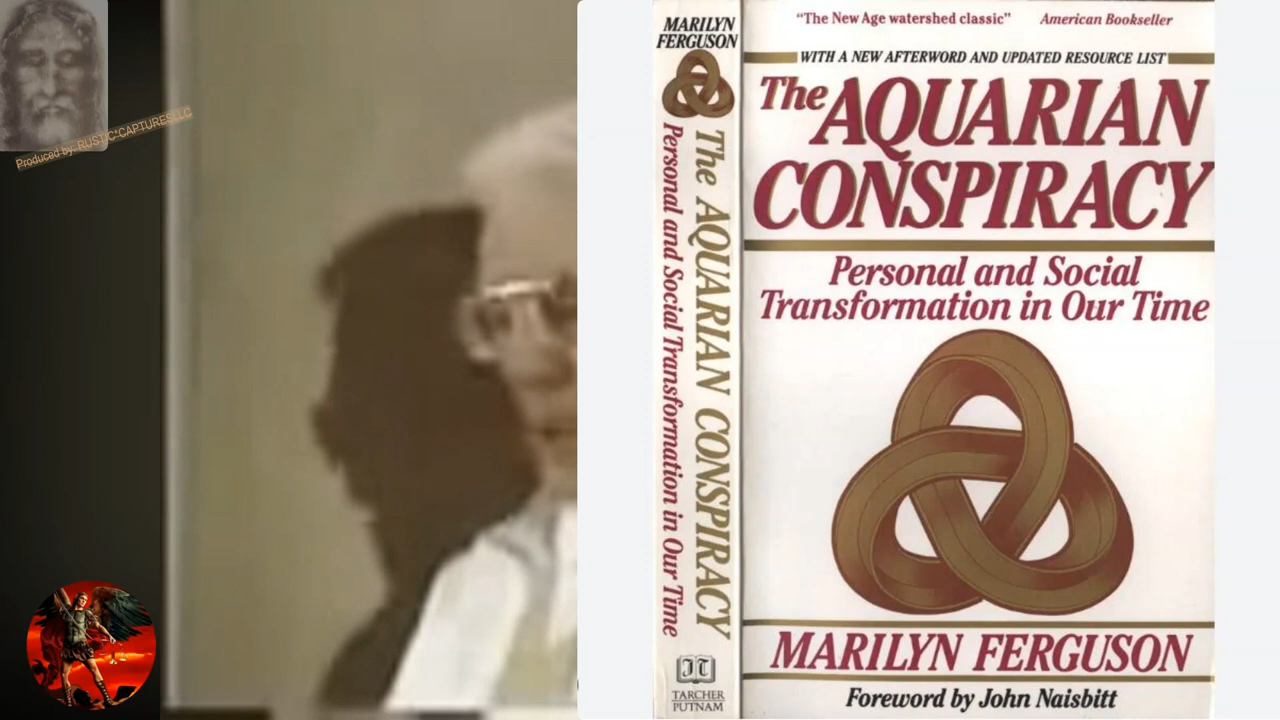 Produced by: RUSTIC*CAPTURESLLC
MARILYN
FERGUSON
The AQUARIAN CONSPIRACY
Personal and Social Transformation in Our Time
TARCHER
PUTNAM
"The New Age watershed classic" American Bookseller
WITH A NEW AFTERWORD AND UPDATED RESOURCE LIST
The AQUARIAN
CONSPIRACY
Personal and Social
Transformation in Our Time
MARILYN FERGUSON
Foreword by John Naisbitt